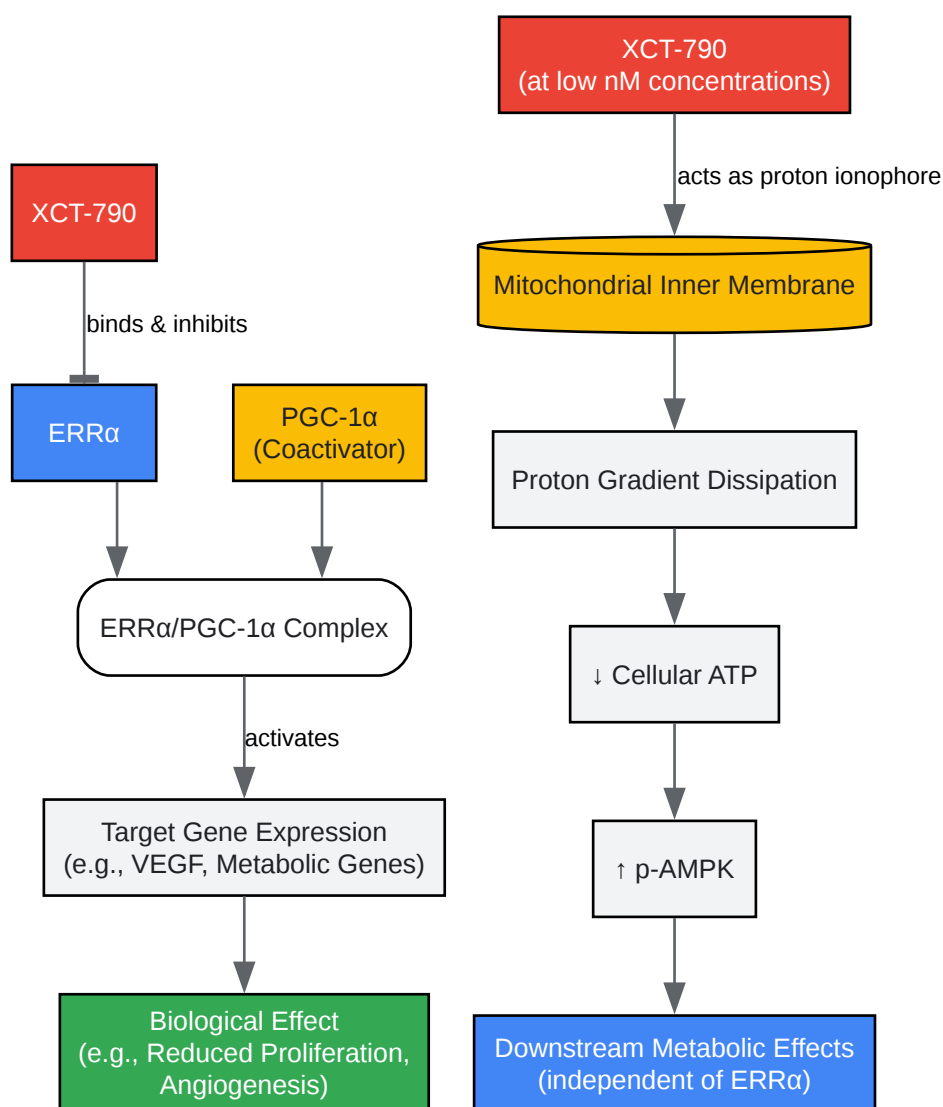 XCT-790
binds & inhibits
ERRα
PGC-1α
(Coactivator)
ERRα/PGC-1α Complex
activates
Target Gene Expression
(e.g., VEGF, Metabolic Genes)
Biological Effect
(e.g., Reduced Proliferation,
Angiogenesis)
XCT-790
(at low nM concentrations)
acts as proton ionophore
Mitochondrial Inner Membrane
Proton Gradient Dissipation
↓ Cellular ATP
↑ p-AMPK
Downstream Metabolic Effects
(independent of ERRα)